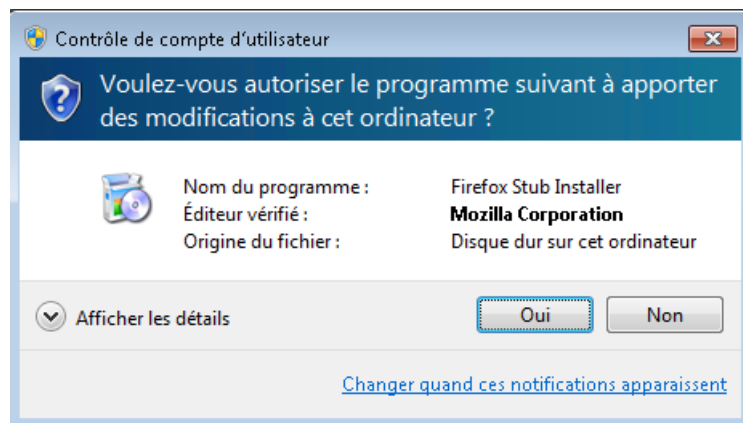 Contrôle de compte d'utilisateur
Voulez-vous autoriser le programme suivant à apporter
des modifications à cet ordinateur ?
Nom du programme : Firefox Stub Installer
Éditeur vérifié : Mozilla Corporation
Origine du fichier : Disque dur sur cet ordinateur
Afficher les détails Oui Non
Changer quand ces notifications apparaissent